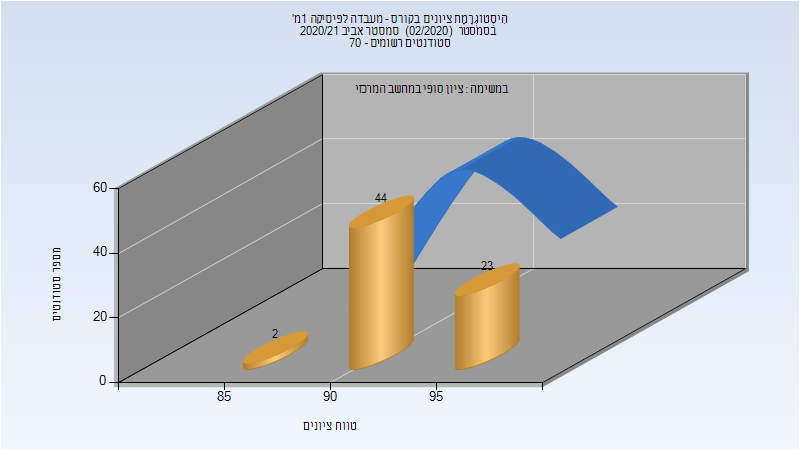 היסטוגרמת ציונים בקורס - מעבדה לפיסיקה 1מ'
בסמסטר (02/2020) סמסטר אביב 2020/21
סטודנטים רשומים - 70
במשימה : ציון סופי במחשב המרכזי
60
40
20
0
מספר סטודנטים
2
44
23
85
90
95
טווח ציונים